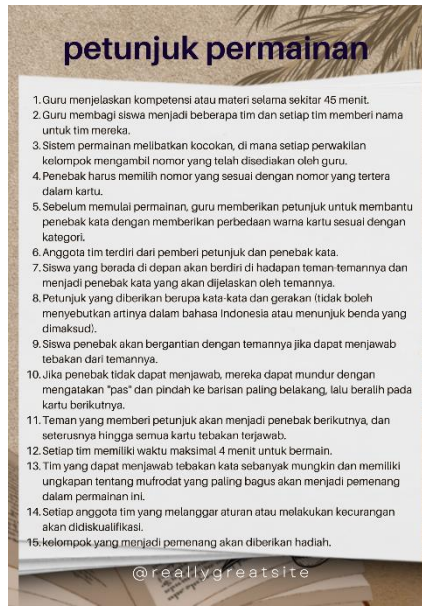 petunjuk permainan
1. Guru menjelaskan kompetensi atau materi selama sekitar 45 menit.
2. Guru membagi siswa menjadi beberapa tim dan setiap tim memberi nama
untuk tim mereka.
3. Sistem permainan melibatkan kocokan, di mana setiap perwakilan
kelompok mengambil nomor yang telah disediakan oleh guru.
4. Penebak harus memilih nomor yang sesuai dengan nomor yang tertera
dalam kartu.
5. Sebelum memulai permainan, guru memberikan petunjuk untuk membantu
penebak kata dengan memberikan perbedaan warna kartu sesuai dengan
kategori.
6. Anggota tim terdiri dari pemberi petunjuk dan penebak kata.
7. Siswa yang berada di depan akan berdiri di hadapan teman-temannya dan
menjadi penebak kata yang akan dijelaskan oleh temannya.
8. Petunjuk yang diberikan berupa kata-kata dan gerakan (tidak boleh
menyebutkan artinya dalam bahasa Indonesia atau menunjuk benda yang
dimaksud).
9. Siswa penebak akan bergantian dengan temannya jika dapat menjawab
tebakan dari temannya.
10. Jika penebak tidak dapat menjawab, mereka dapat mundur dengan
mengatakan "pas" dan pindah ke barisan paling belakang, lalu beralih pada
kartu berikutnya.
11. Teman yang memberi petunjuk akan menjadi penebak berikutnya, dan
seterusnya hingga semua kartu tebakan terjawab.
12. Setiap tim memiliki waktu maksimal 4 menit untuk bermain.
13. Tim yang dapat menjawab tebakan kata sebanyak mungkin dan memiliki
ungkapan tentang mufrodat yang paling bagus akan menjadi pemenang
dalam permainan ini.
14. Setiap anggota tim yang melanggar aturan atau melakukan kecurangan
akan didiskualifikasi.
15. kelompok yang menjadi pemenang akan diberikan hadiah.
@reallygreatsite